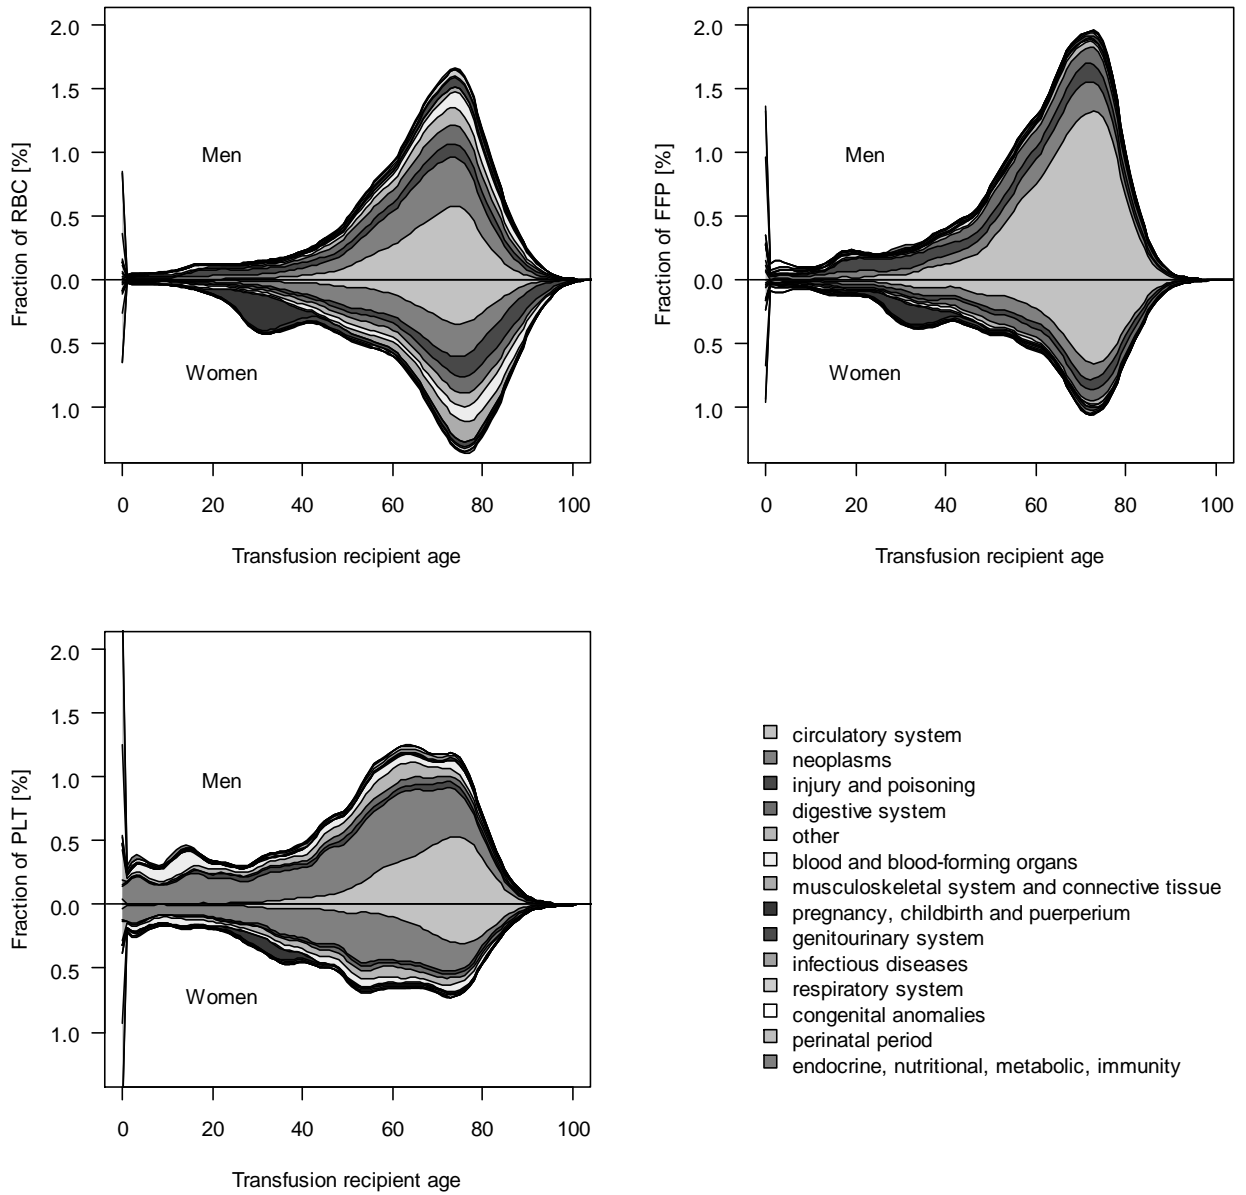 Fraction of RBC [%]
2.0
1.5
1.0
0.5
0.0
0.5
1.0
Men
Women
0 20 40 60 80 100
Transfusion recipient age
Fraction of FFP [%]
2.0
1.5
1.0
0.5
0.0
0.5
1.0
Men
Women
0 20 40 60 80 100
Transfusion recipient age
Fraction of PLT [%]
2.0
1.5
1.0
0.5
0.0
0.5
1.0
Men
Women
0 20 40 60 80 100
Transfusion recipient age
circulatory system
neoplasms
injury and poisoning
digestive system
other
blood and blood-forming organs
musculoskeletal system and connective tissue
pregnancy, childbirth and puerperium
genitourinary system
infectious diseases
respiratory system
congenital anomalies
perinatal period
endocrine, nutritional, metabolic, immunity